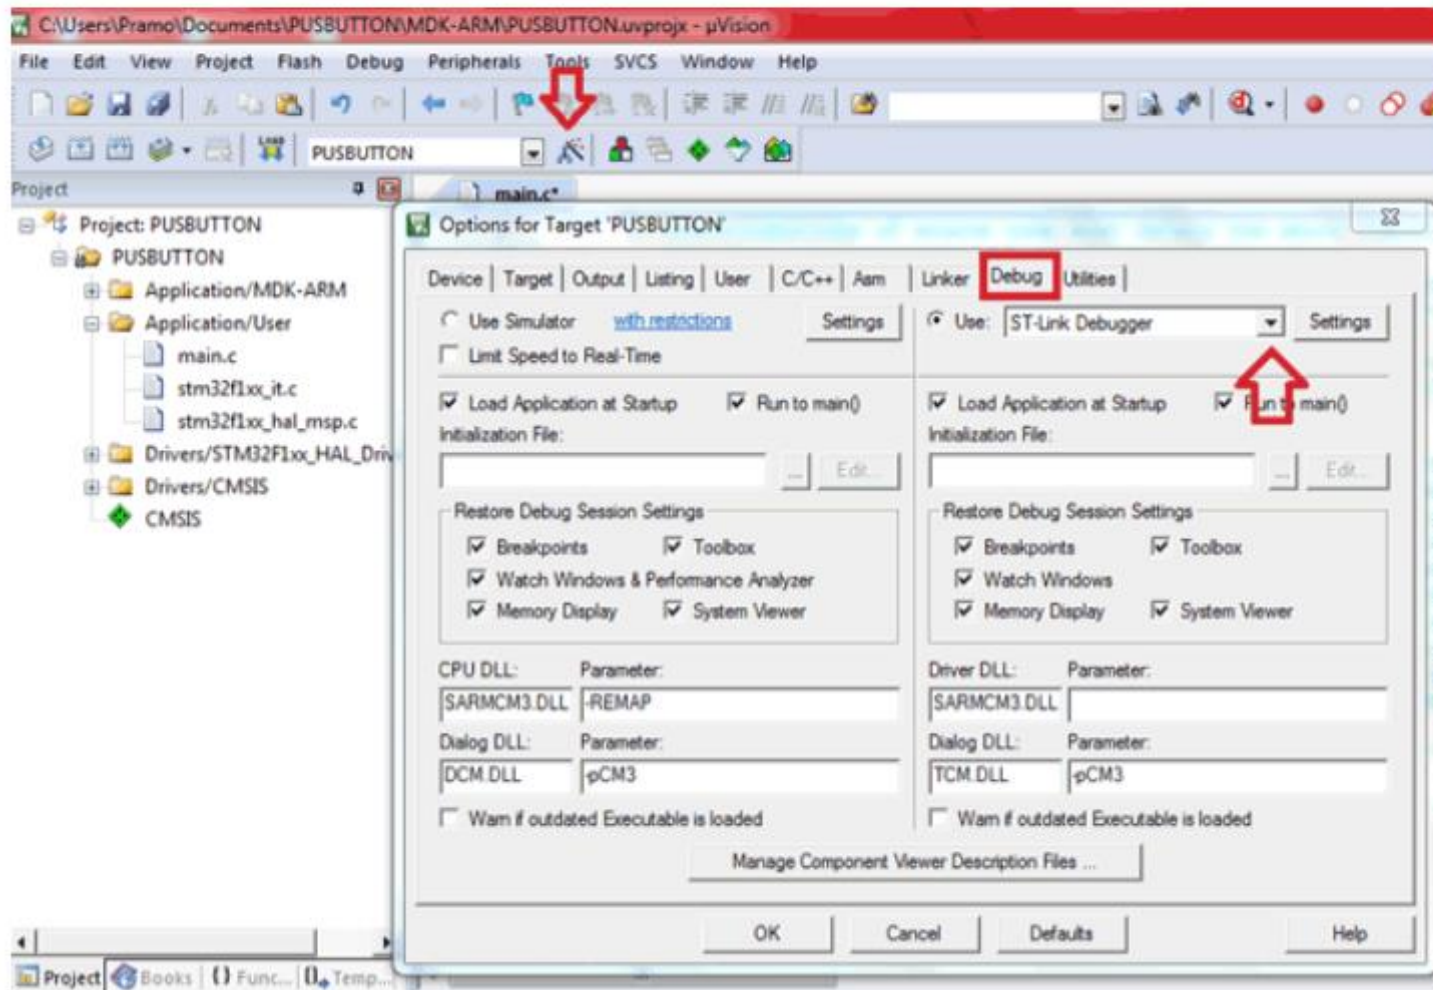 C:\Users\Pramo\Documents\PUSBUTTON\MDK-ARM\PUSBUTTON.uvprojx - µVision
File Edit View Project Flash Debug Peripherals Tools SVCS Window Help
LOAD PUSBUTTON
Project main.c*
Project: PUSBUTTON
PUSBUTTON
Application/MDK-ARM
Application/User
main.c
stm32f1xx_it.c
stm32f1xx_hal_msp.c
Drivers/STM32F1xx_HAL_Driv
Drivers/CMSIS
CMSIS
Project Books {} Func... Temp...
Options for Target 'PUSBUTTON'
Device Target Output Listing User C/C++ Asm Linker Debug Utilities
Use Simulator with restrictions Settings Use: ST-Link Debugger Settings
Limit Speed to Real-Time
Load Application at Startup Run to main() Load Application at Startup Run to main()
Initialization File: Initialization File:
... Edit... ... Edit...
Restore Debug Session Settings Restore Debug Session Settings
Breakpoints Toolbox Breakpoints Toolbox
Watch Windows & Performance Analyzer Watch Windows
Memory Display System Viewer Memory Display System Viewer
CPU DLL: Parameter: Driver DLL: Parameter:
SARMCM3.DLL -REMAP SARMCM3.DLL
Dialog DLL: Parameter: Dialog DLL: Parameter:
DCM.DLL -pCM3 TCM.DLL -pCM3
Warn if outdated Executable is loaded Warn if outdated Executable is loaded
Manage Component Viewer Description Files ...
OK Cancel Defaults Help